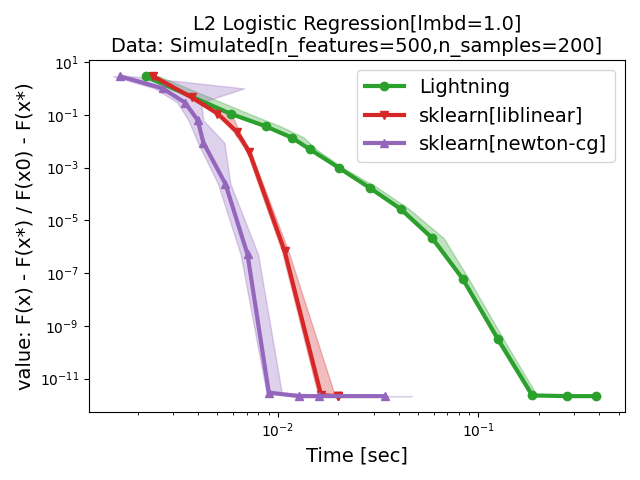 L2 Logistic Regression[lmbd=1.0]
Data: Simulated[n_features=500,n_samples=200]
value: F(x) - F(x*) / F(x0) - F(x*)
10¹
10⁻¹
10⁻³
10⁻⁵
10⁻⁷
10⁻⁹
10⁻¹¹
Lightning
sklearn[liblinear]
sklearn[newton-cg]
10⁻²
10⁻¹
Time [sec]